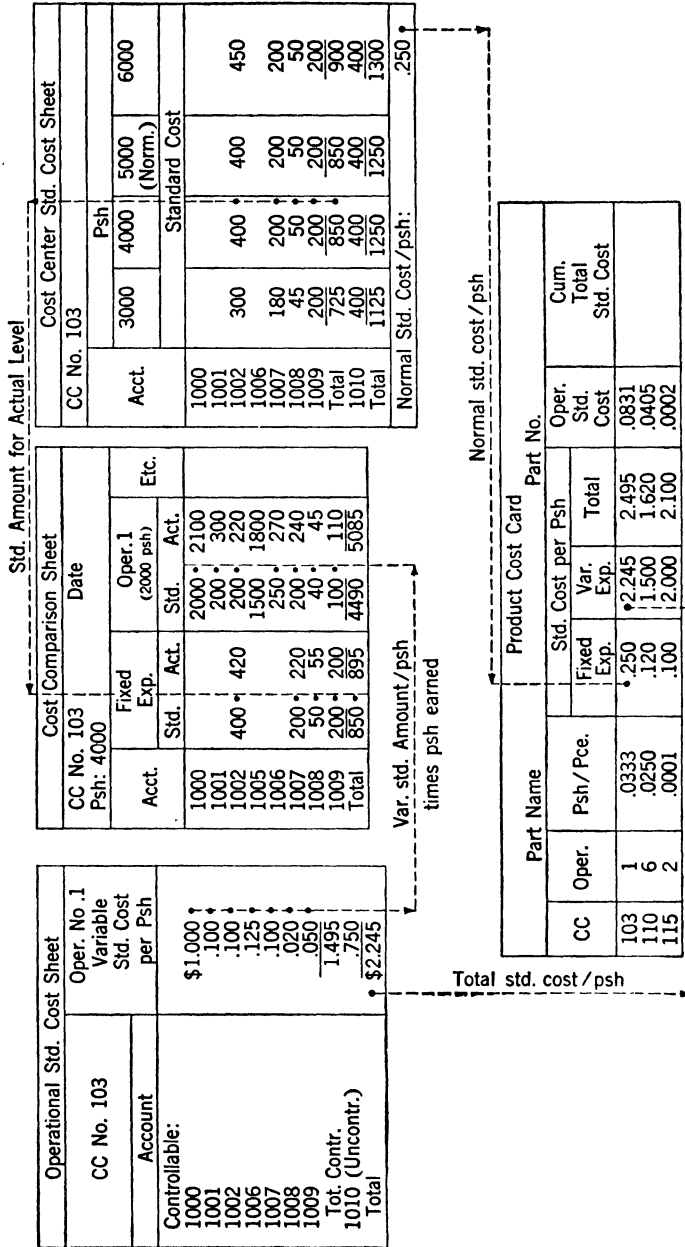 Operational Std. Cost Sheet
CC No. 103
Oper. No .1
Variable
Std. Cost
per Psh
Account
Controllable:
1000 $1.000
1001 .100
1002 .100
1006 .125
1007 .100
1008 .020
1009 .050
Tot. Contr. 1.495
1010 (Uncontr.) .750
Total $2.245
Std. Amount for Actual Level
Cost Comparison Sheet
CC No. 103 Date
Psh: 4000
Acct.
Fixed
Exp.
Oper.1
(2000 psh)
Etc.
Std. Act. Std. Act.
1000 2000 2100
1001 200 300
1002 400 420 200 220
1005 1500 1800
1006 250 270
1007 200 220 200 240
1008 50 55 40 45
1009 200 200 100 110
Total 850 895 4490 5085
Var. std. Amount/psh
times psh earned
Cost Center Std. Cost Sheet
CC No. 103
Acct.
Psh
3000 4000 5000 6000
(Norm.)
Standard Cost
1000
1001
1002 300 400 400 450
1006
1007 180 200 200 200
1008 45 50 50 50
1009 200 200 200 200
Total 725 850 850 900
1010 400 400 400 400
Total 1125 1250 1250 1300
Normal Std. Cost/psh: .250
Total std. cost/psh
Normal std. cost/psh
Product Cost Card
Part Name Part No.
CC Oper. Psh/Pce.
Std. Cost per Psh
Fixed
Exp.
Var.
Exp.
Total
Oper.
Std.
Cost
Cum.
Total
Std. Cost
103 1 .0333 .250 2.245 2.495 .0831
110 6 .0250 .120 1.500 1.620 .0405
115 2 .0001 .100 2.000 2.100 .0002